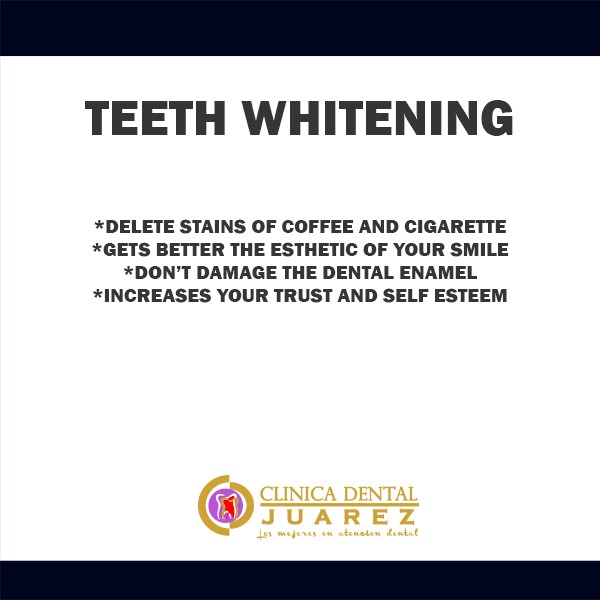 TEETH WHITENING
*DELETE STAINS OF COFFEE AND CIGARETTE
*GETS BETTER THE ESTHETIC OF YOUR SMILE
*DON'T DAMAGE THE DENTAL ENAMEL
*INCREASES YOUR TRUST AND SELF ESTEEM
CLINICA DENTAL
JUAREZ
Los mejores en atencion dental